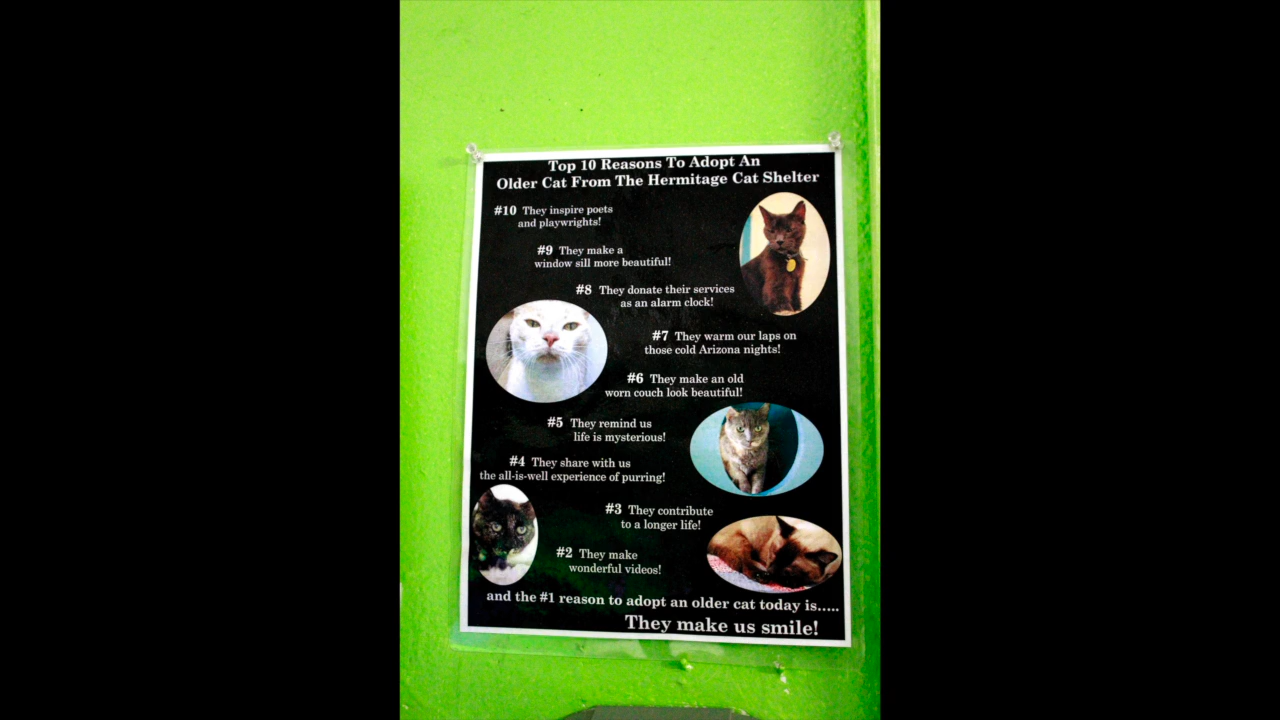 Top 10 Reasons To Adopt An
Older Cat From The Hermitage Cat Shelter
#10 They inspire poets
and playwrights!
#9 They make a
window sill more beautiful!
#8 They donate their services
as an alarm clock!
#7 They warm our laps on
those cold Arizona nights!
#6 They make an old
worn couch look beautiful!
#5 They remind us
life is mysterious!
#4 They share with us
the all-is-well experience of purring!
#3 They contribute
to a longer life!
#2 They make
wonderful videos!
and the #1 reason to adopt an older cat today is.....
They make us smile!